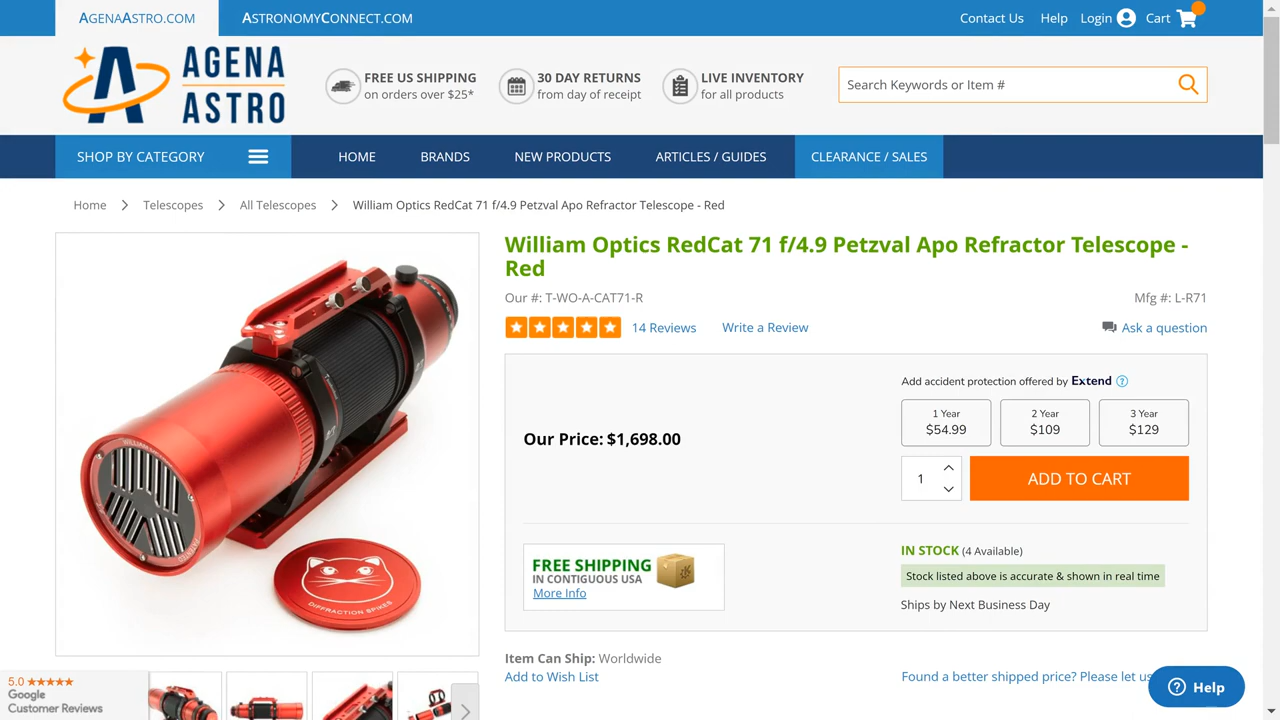 AGENAASTRO.COM
ASTRONOMYCONNECT.COM
Contact Us
Help
Login
Cart
AGENA
ASTRO
FREE US SHIPPING
on orders over $25*
30 DAY RETURNS
from day of receipt
LIVE INVENTORY
for all products
Search Keywords or Item #
SHOP BY CATEGORY
HOME
BRANDS
NEW PRODUCTS
ARTICLES / GUIDES
CLEARANCE / SALES
Home
Telescopes
All Telescopes
William Optics RedCat 71 f/4.9 Petzval Apo Refractor Telescope - Red
William Optics RedCat 71 f/4.9 Petzval Apo Refractor Telescope -
Red
Our #: T-WO-A-CAT71-R
Mfg #: L-R71
14 Reviews
Write a Review
Ask a question
Add accident protection offered by Extend
1 Year
$54.99
2 Year
$109
3 Year
$129
Our Price: $1,698.00
1
ADD TO CART
FREE SHIPPING
IN CONTIGUOUS USA
More Info
IN STOCK (4 Available)
Stock listed above is accurate & shown in real time
Ships by Next Business Day
DIFFRACTION SPIKES
Item Can Ship: Worldwide
Add to Wish List
Found a better shipped price? Please let us
Help
5.0
Google
Customer Reviews